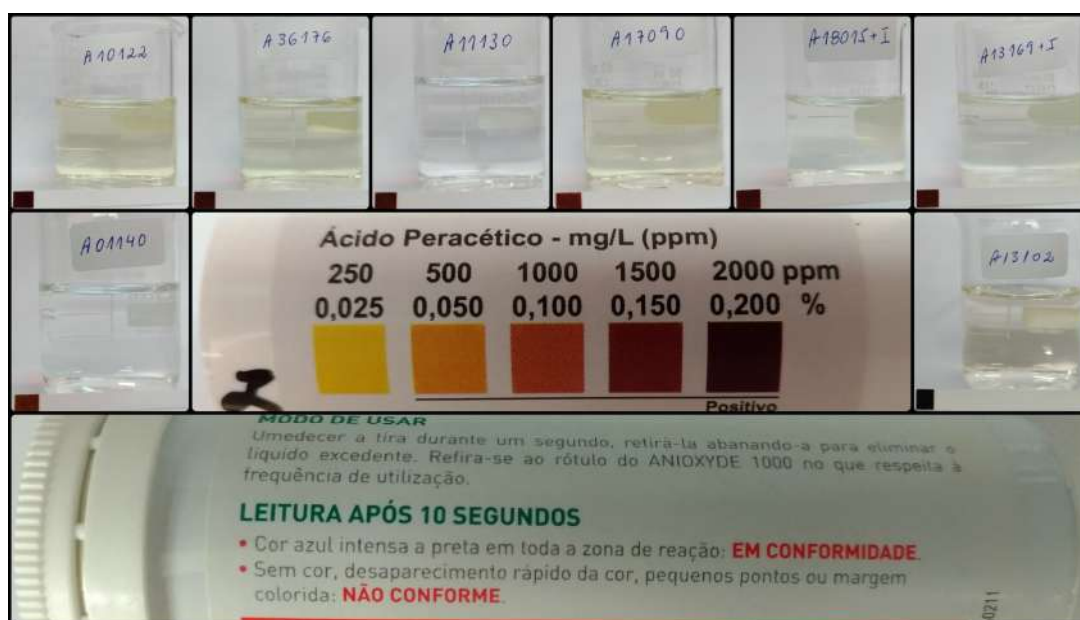 A10122
A36176
A11130
A17090
A18015+I
A13169+I
A01140
Ácido Peracético - mg/L (ppm)
250 500 1000 1500 2000 ppm
0,025 0,050 0,100 0,150 0,200 %
Positivo
A13102
MODO DE USAR
Umedecer a tira durante um segundo, retirá-la abanando-a para eliminar o
líquido excedente. Refira-se ao rótulo do ANIOXYDE 1000 no que respeita à
frequência de utilização.
LEITURA APÓS 10 SEGUNDOS
• Cor azul intensa a preta em toda a zona de reação: EM CONFORMIDADE.
• Sem cor, desaparecimento rápido da cor, pequenos pontos ou margem
colorida: NÃO CONFORME.
0211